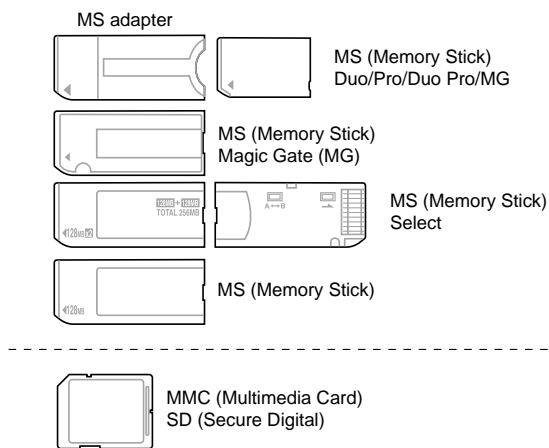 MS adapter
MS (Memory Stick)
Duo/Pro/Duo Pro/MG
MS (Memory Stick)
Magic Gate (MG)
128MB + 128MB
TOTAL 256MB
128MB X2
A ↔ B
MS (Memory Stick)
Select
128MB
MS (Memory Stick)
MMC (Multimedia Card)
SD (Secure Digital)